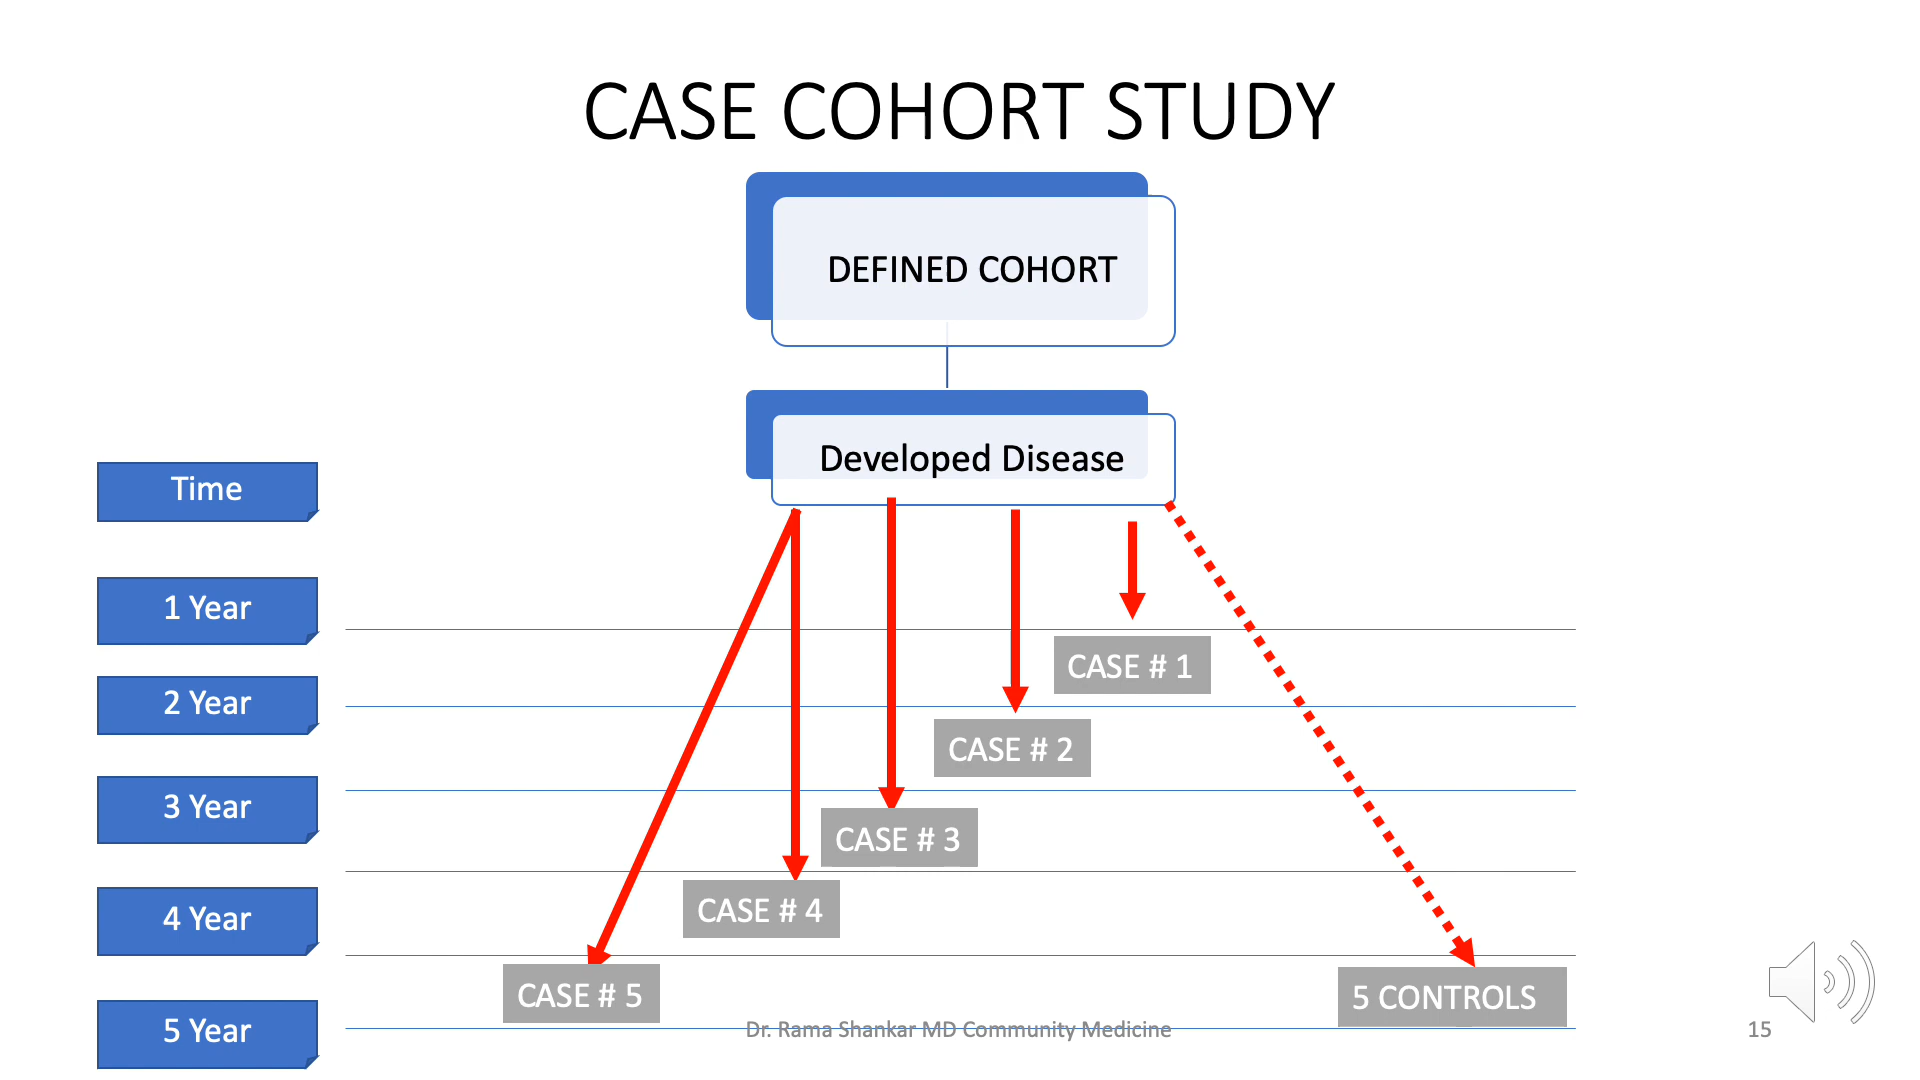 CASE COHORT STUDY
DEFINED COHORT
Developed Disease
Time
1 Year
CASE # 1
2 Year
CASE # 2
3 Year
CASE # 3
4 Year
CASE # 4
CASE # 5
5 CONTROLS
5 Year
Dr. Rama Shankar MD Community Medicine
15